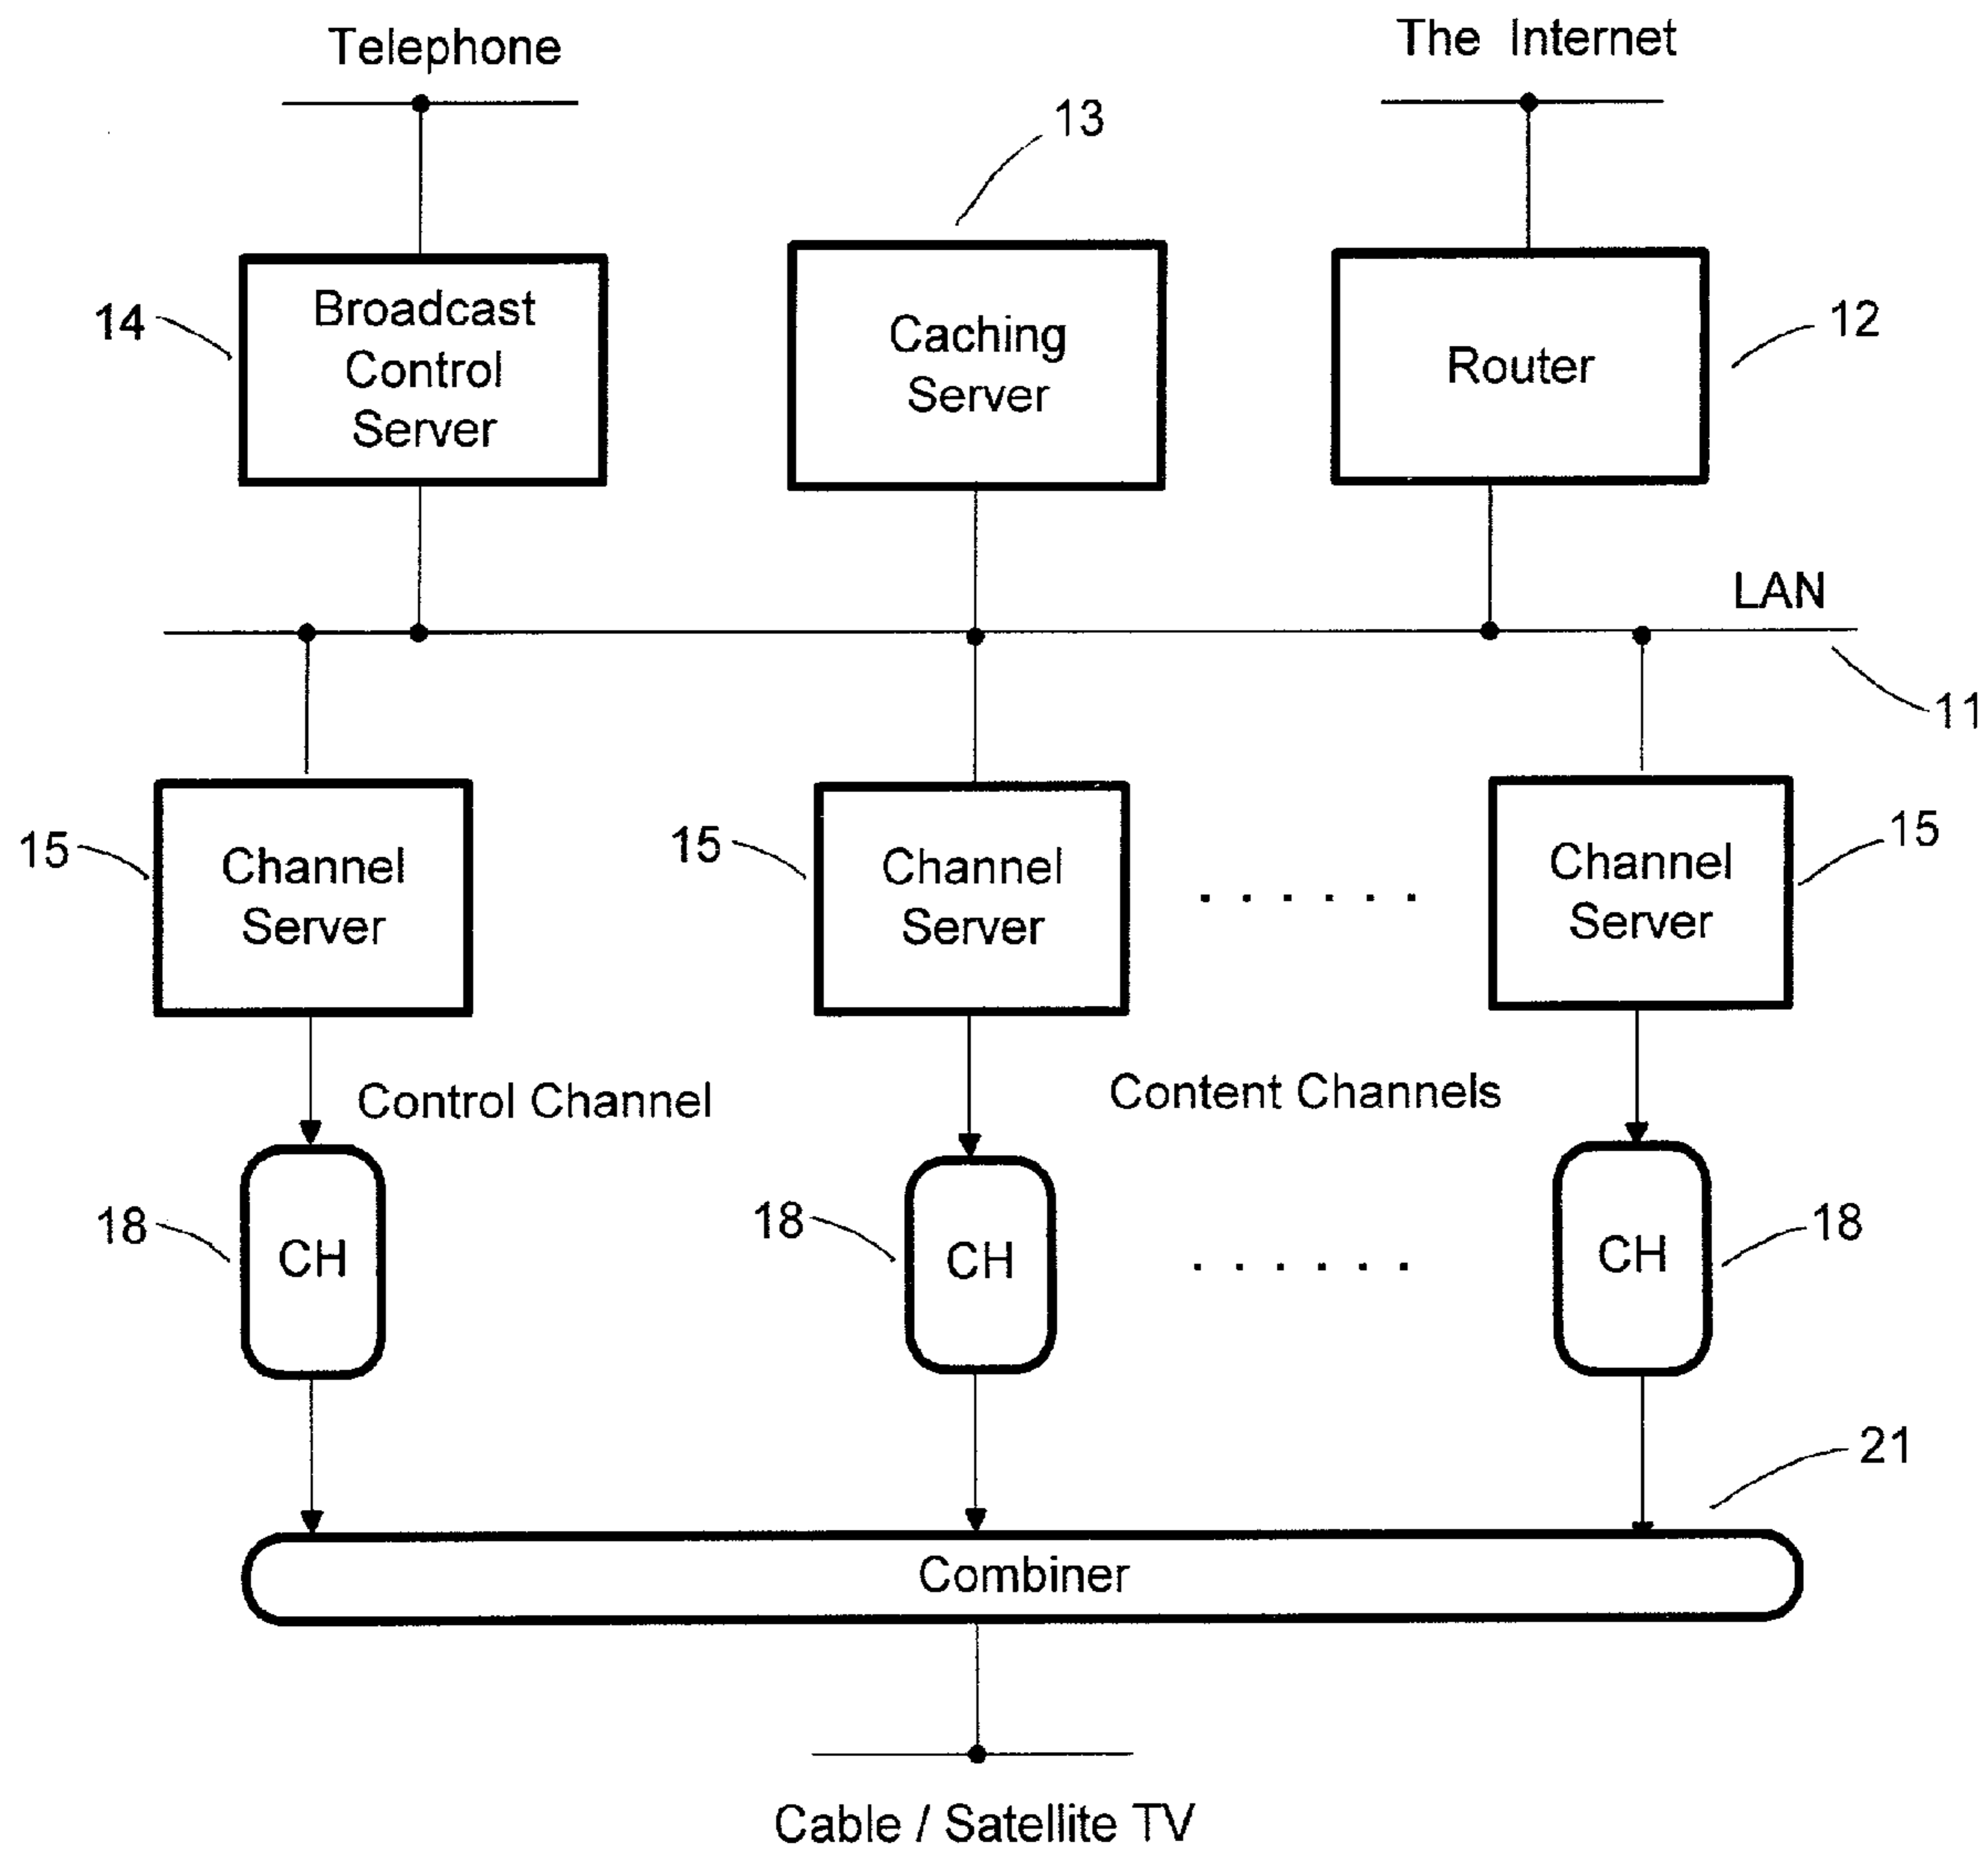 Telephone
The Internet
13
14
Broadcast
Control
Server
Caching
Server
Router
12
LAN
11
15
Channel
Server
15
Channel
Server
. . . . . .
Channel
Server
15
Control Channel
Content Channels
18
CH
18
CH
. . . . . .
CH
18
21
Combiner
Cable / Satellite TV